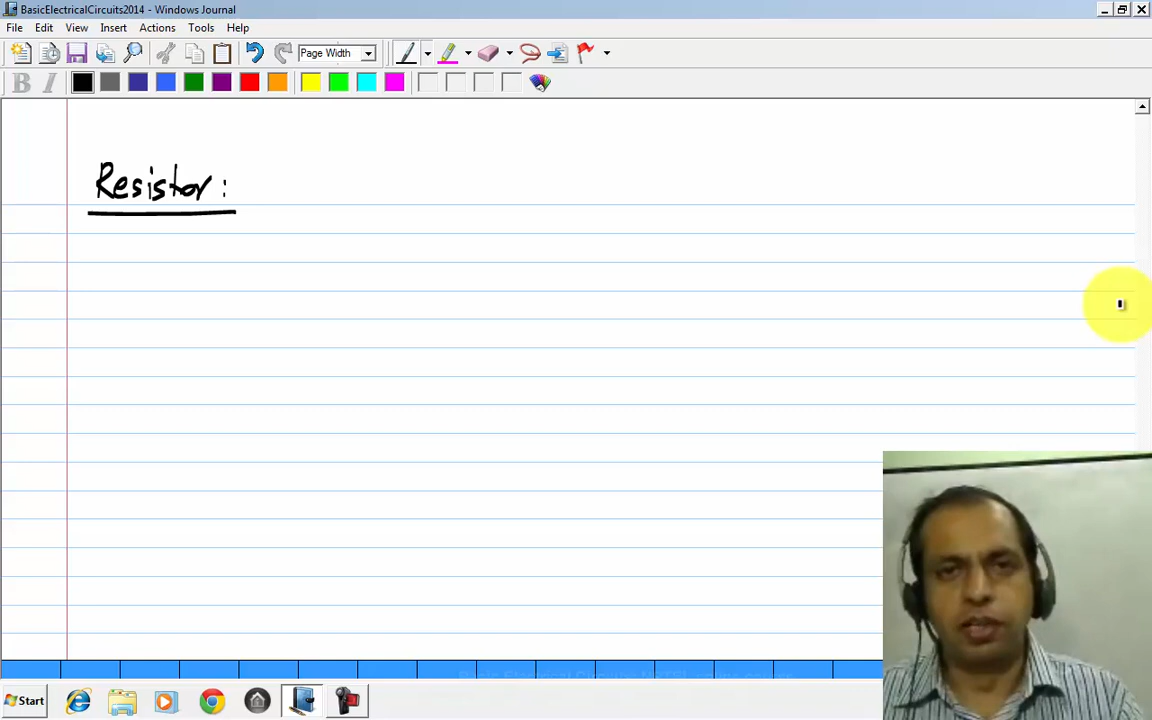 BasicElectricalCircuits2014 - Windows Journal
File Edit View Insert Actions Tools Help
Page Width
B I
Resistor:
Start